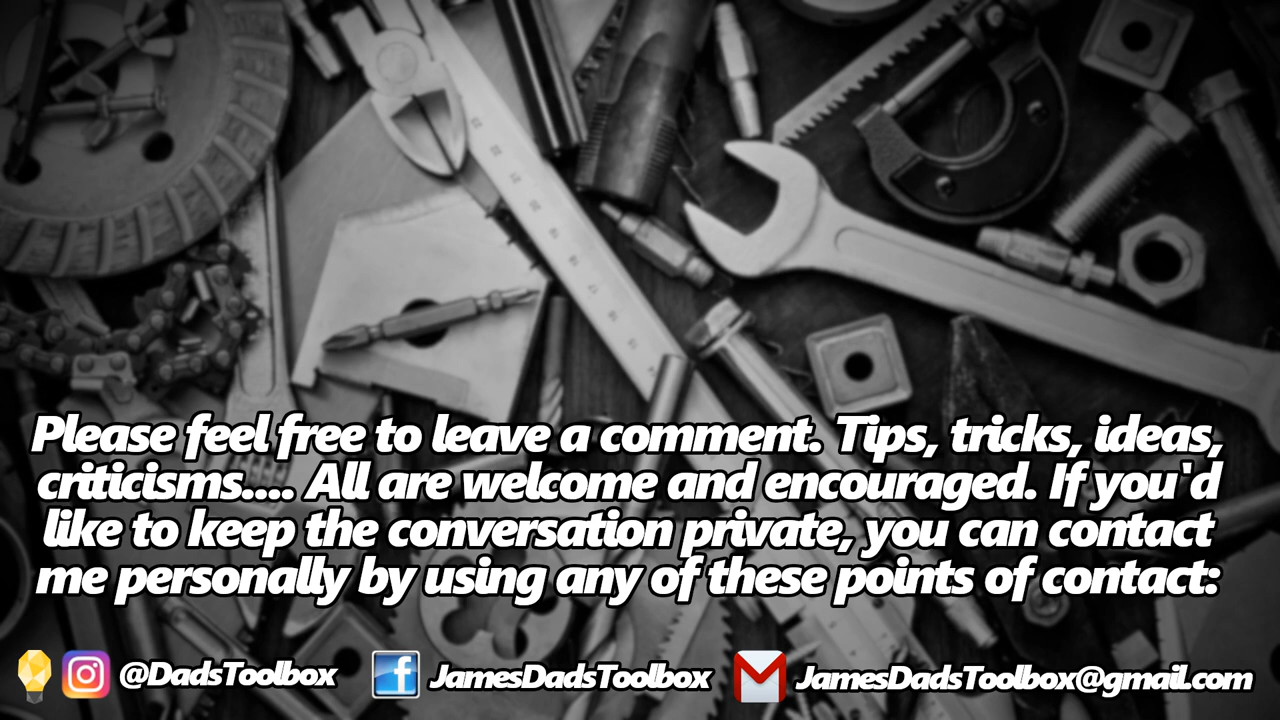 Please feel free to leave a comment. Tips, tricks, ideas,
criticisms.... All are welcome and encouraged. If you'd
like to keep the conversation private, you can contact
me personally by using any of these points of contact:
@DadsToolbox JamesDadsToolbox JamesDadsToolbox@gmail.com